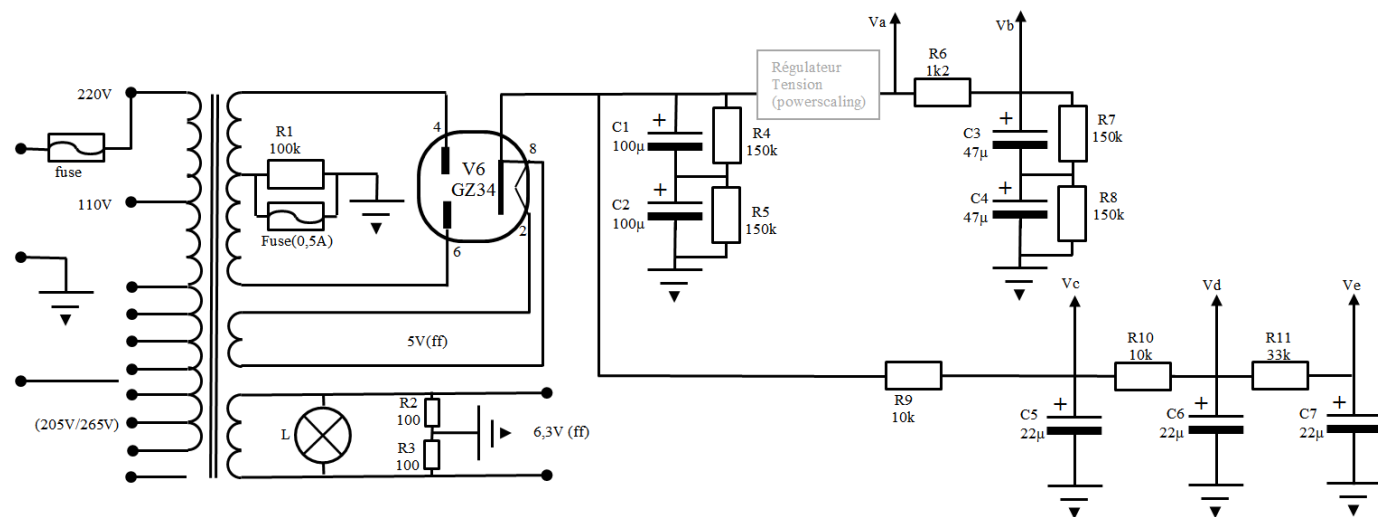 220V
fuse
110V
(205V/265V)
R1
100k
Fuse(0,5A)
4
V6
GZ34
8
2
6
5V(ff)
L
R2
100
R3
100
6,3V (ff)
C1
100µ
+
R4
150k
C2
100µ
+
R5
150k
Régulateur
Tension
(powerscaling)
Va
R6
1k2
Vb
C3
47µ
+
R7
150k
C4
47µ
+
R8
150k
R9
10k
Vc
C5
22µ
+
R10
10k
Vd
C6
22µ
+
R11
33k
Ve
C7
22µ
+